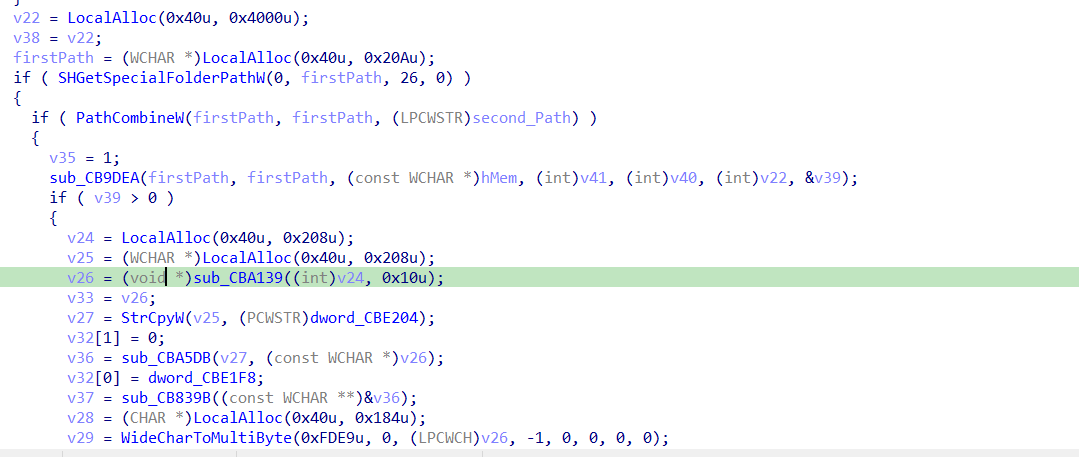 v22 = LocalAlloc(0x40u, 0x4000u);
v38 = v22;
firstPath = (WCHAR *)LocalAlloc(0x40u, 0x20Au);
if ( SHGetSpecialFolderPathW(0, firstPath, 26, 0) )
{
if ( PathCombineW(firstPath, firstPath, (LPCWSTR)second_Path) )
{
v35 = 1;
sub_CB9DEA(firstPath, firstPath, (const WCHAR *)hMem, (int)v41, (int)v40, (int)v22, &v39);
if ( v39 > 0 )
{
v24 = LocalAlloc(0x40u, 0x208u);
v25 = (WCHAR *)LocalAlloc(0x40u, 0x208u);
v26 = (void *)sub_CBA139((int)v24, 0x10u);
v33 = v26;
v27 = StrCpyW(v25, (PCWSTR)dword_CBE204);
v32[1] = 0;
v36 = sub_CBA5DB(v27, (const WCHAR *)v26);
v32[0] = dword_CBE1F8;
v37 = sub_CB839B((const WCHAR **)&v36);
v28 = (CHAR *)LocalAlloc(0x40u, 0x184u);
v29 = WideCharToMultiByte(0xFDE9u, 0, (LPCWCH)v26, -1, 0, 0, 0, 0);